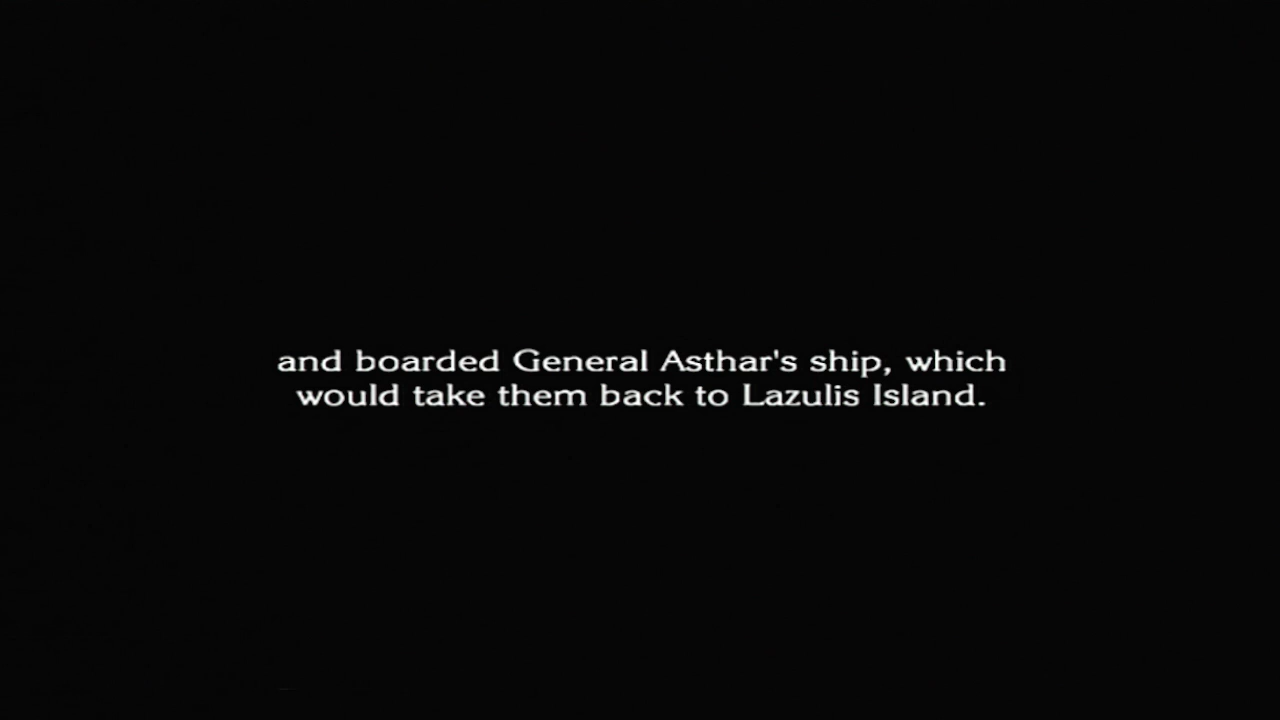 and boarded General Asthar's ship, which
would take them back to Lazulis Island.